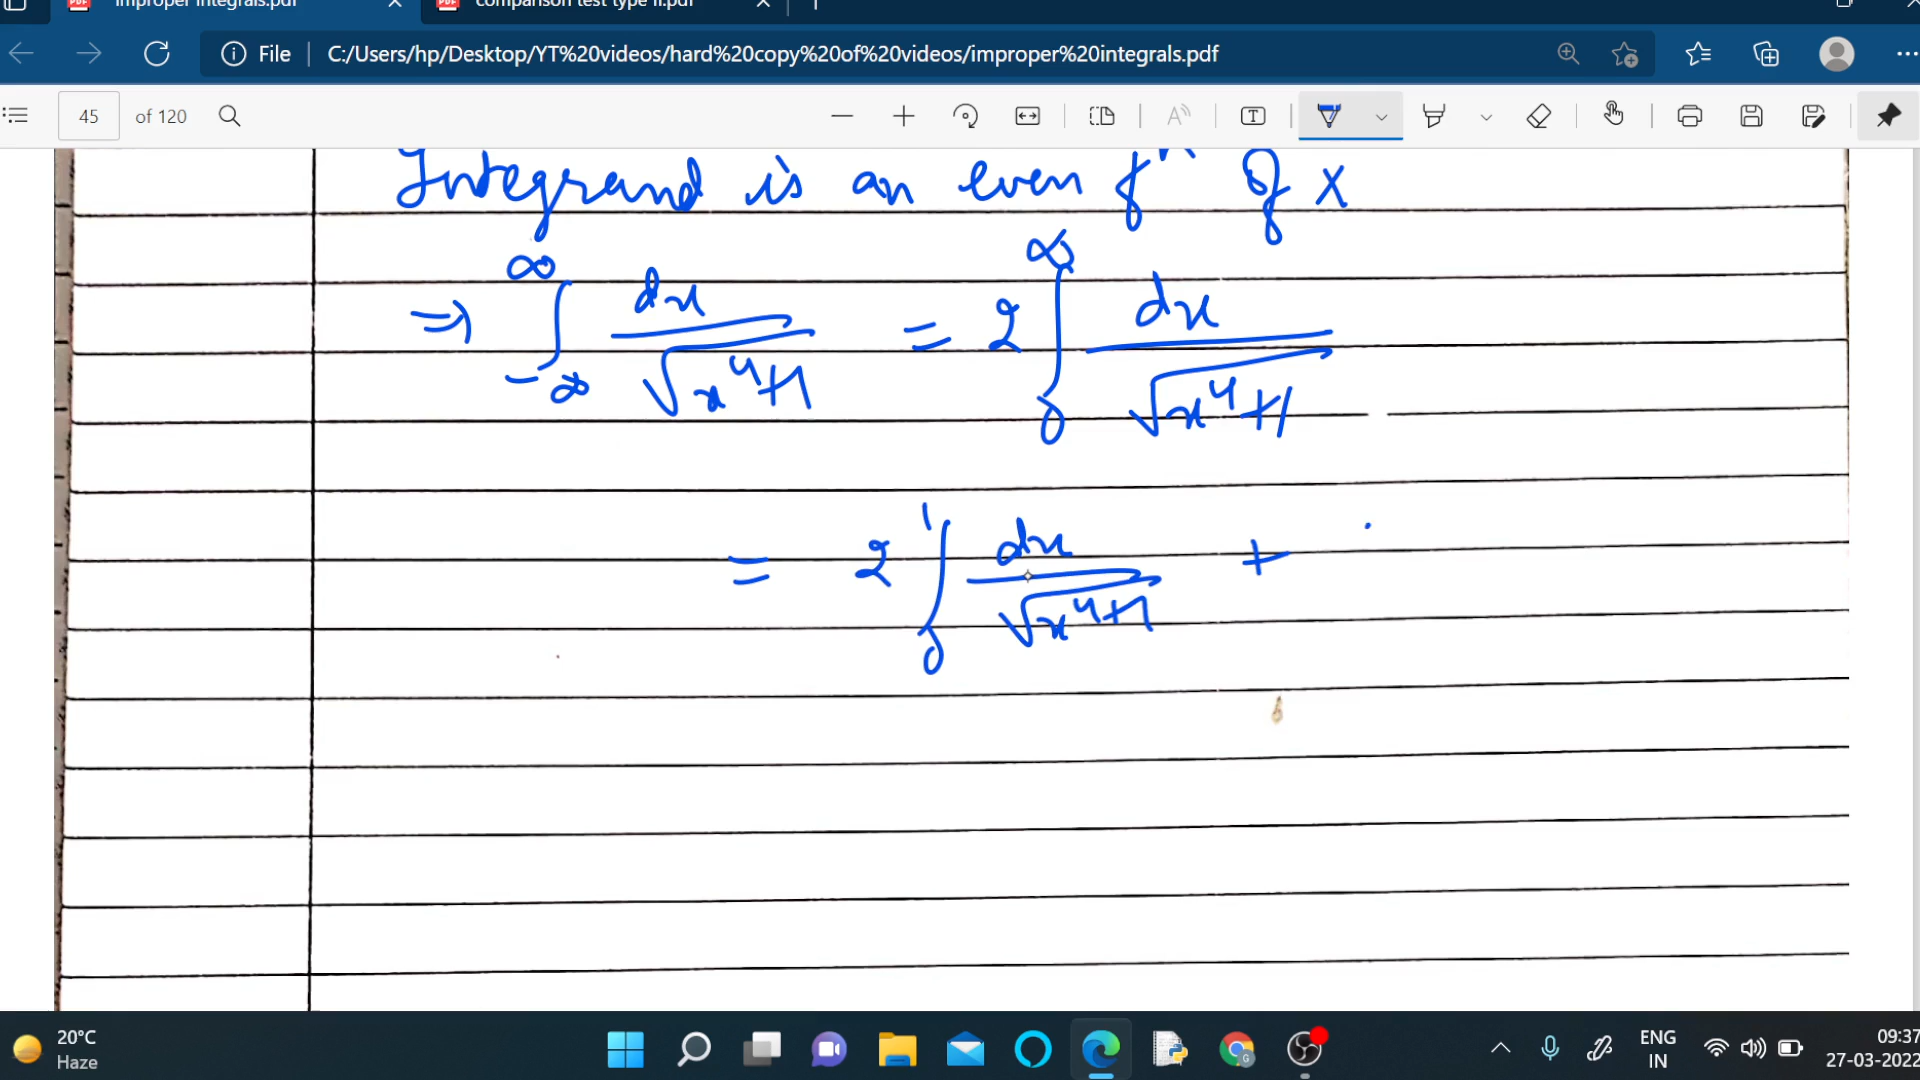 improper integrals.pdf
comparison test type II.pdf
File C:/Users/hp/Desktop/YT%20videos/hard%20copy%20of%20videos/improper%20integrals.pdf
45 of 120
Integrand is an even fⁿ of x
⇒ ∫_{-∞}^{∞} dx/√(x⁴+1) = 2 ∫_0^∞ dx/√(x⁴+1)
= 2 ∫_0^1 dx/√(x⁴+1) +
20°C
Haze
ENG
IN
09:37
27-03-2022